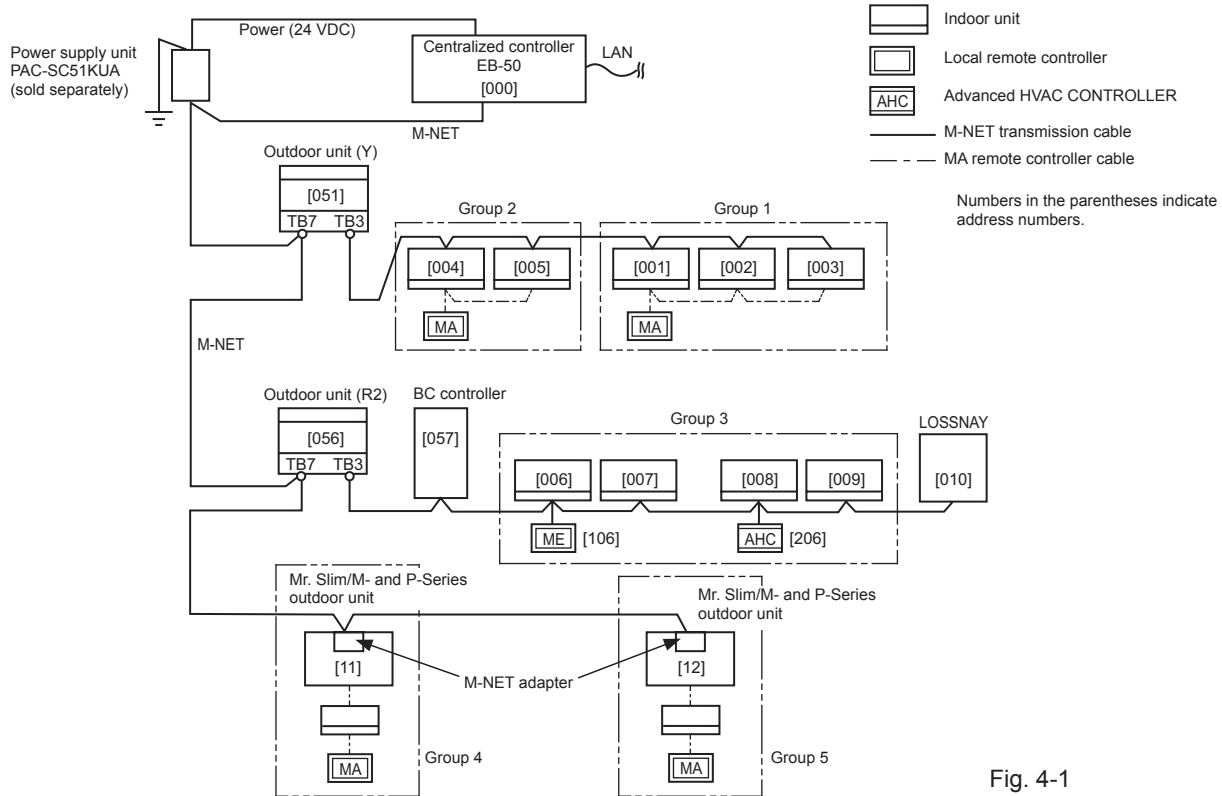 Power (24 VDC)
Power supply unit
PAC-SC51KUA
(sold separately)
Centralized controller
EB-50
[000]
LAN
M-NET
Indoor unit
Local remote controller
AHC
Advanced HVAC CONTROLLER
M-NET transmission cable
MA remote controller cable
Numbers in the parentheses indicate
address numbers.
Outdoor unit (Y)
[051]
TB7 TB3
Group 2
[004] [005]
MA
Group 1
[001] [002] [003]
MA
M-NET
Outdoor unit (R2)
[056]
TB7 TB3
BC controller
[057]
Group 3
[006] [007] [008] [009]
ME [106]
AHC [206]
LOSSNAY
[010]
Mr. Slim/M- and P-Series
outdoor unit
[11]
M-NET adapter
MA
Group 4
Mr. Slim/M- and P-Series
outdoor unit
[12]
MA
Group 5
Fig. 4-1